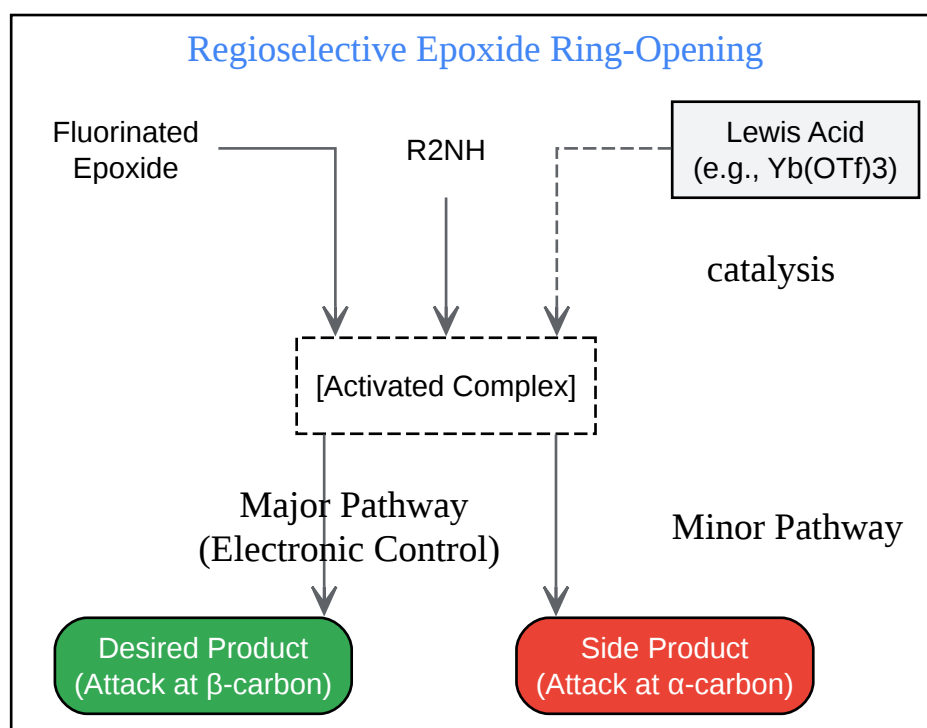 Regioselective Epoxide Ring-Opening
Fluorinated
Epoxide
R2NH
Lewis Acid
(e.g., Yb(OTf)3)
catalysis
[Activated Complex]
Major Pathway
(Electronic Control)
Minor Pathway
Desired Product
(Attack at β-carbon)
Side Product
(Attack at α-carbon)